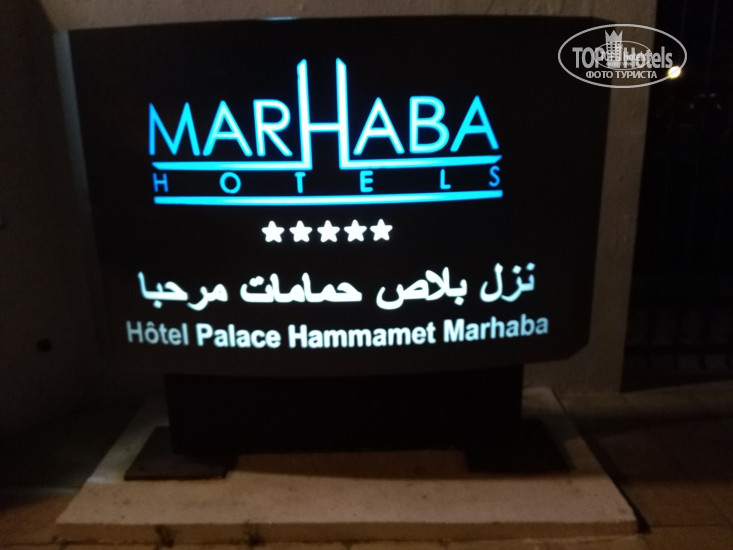 MARHABA
HOTELS
نزل بلاص حمامات مرحبا
Hôtel Palace Hammamet Marhaba
TOP Hotels
ФОТО ТУРИСТА